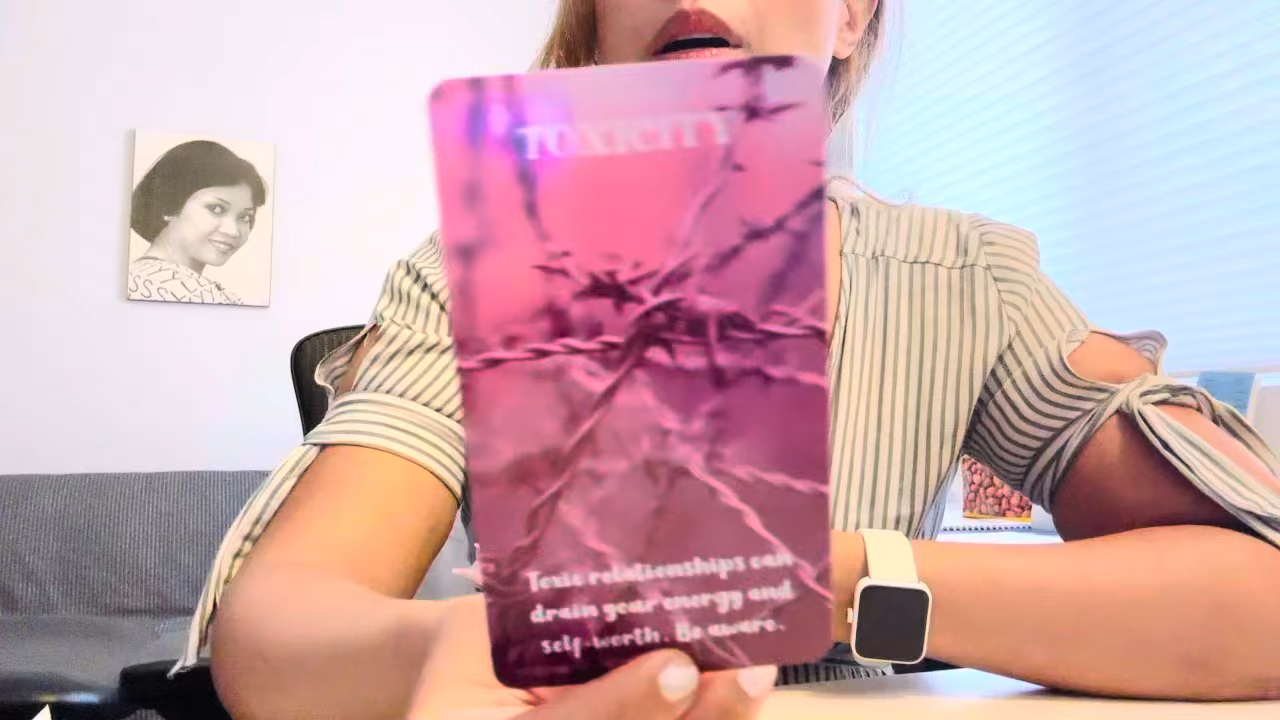 TOXICITY
Toxic relationships can
drain your energy and
self-worth. Be aware.